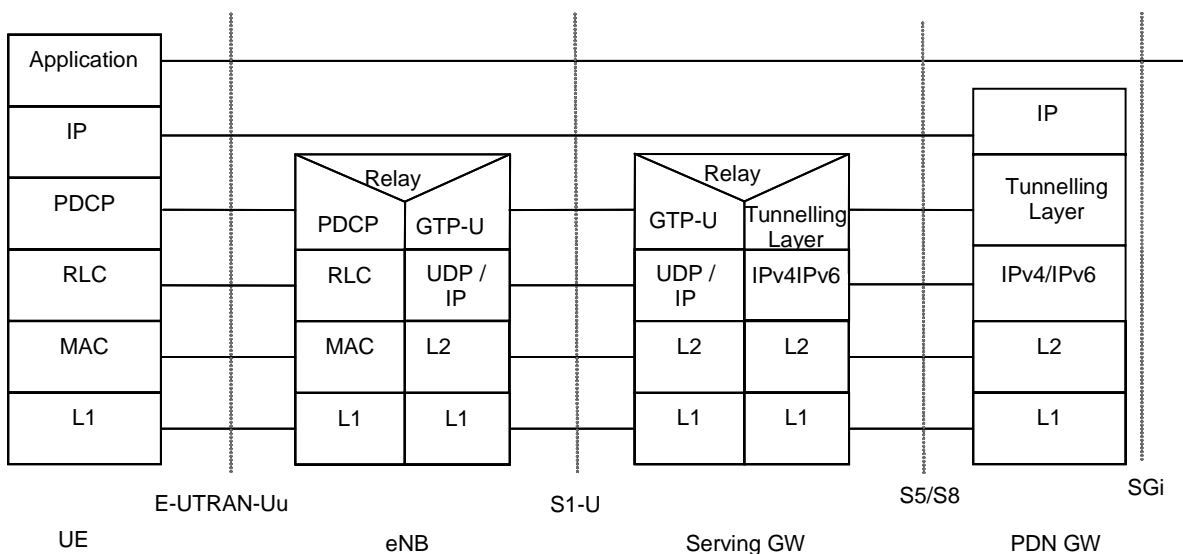 Application
IP
IP
Relay
Relay
PDCP
Tunnelling
Layer
PDCP
GTP-U
GTP-U
Tunnelling
Layer
RLC
RLC
UDP /
IP
UDP /
IP
IPv4IPv6
IPv4/IPv6
MAC
MAC
L2
L2
L2
L2
L1
L1
L1
L1
L1
L1
E-UTRAN-Uu
S1-U
S5/S8
SGi
UE
eNB
Serving GW
PDN GW